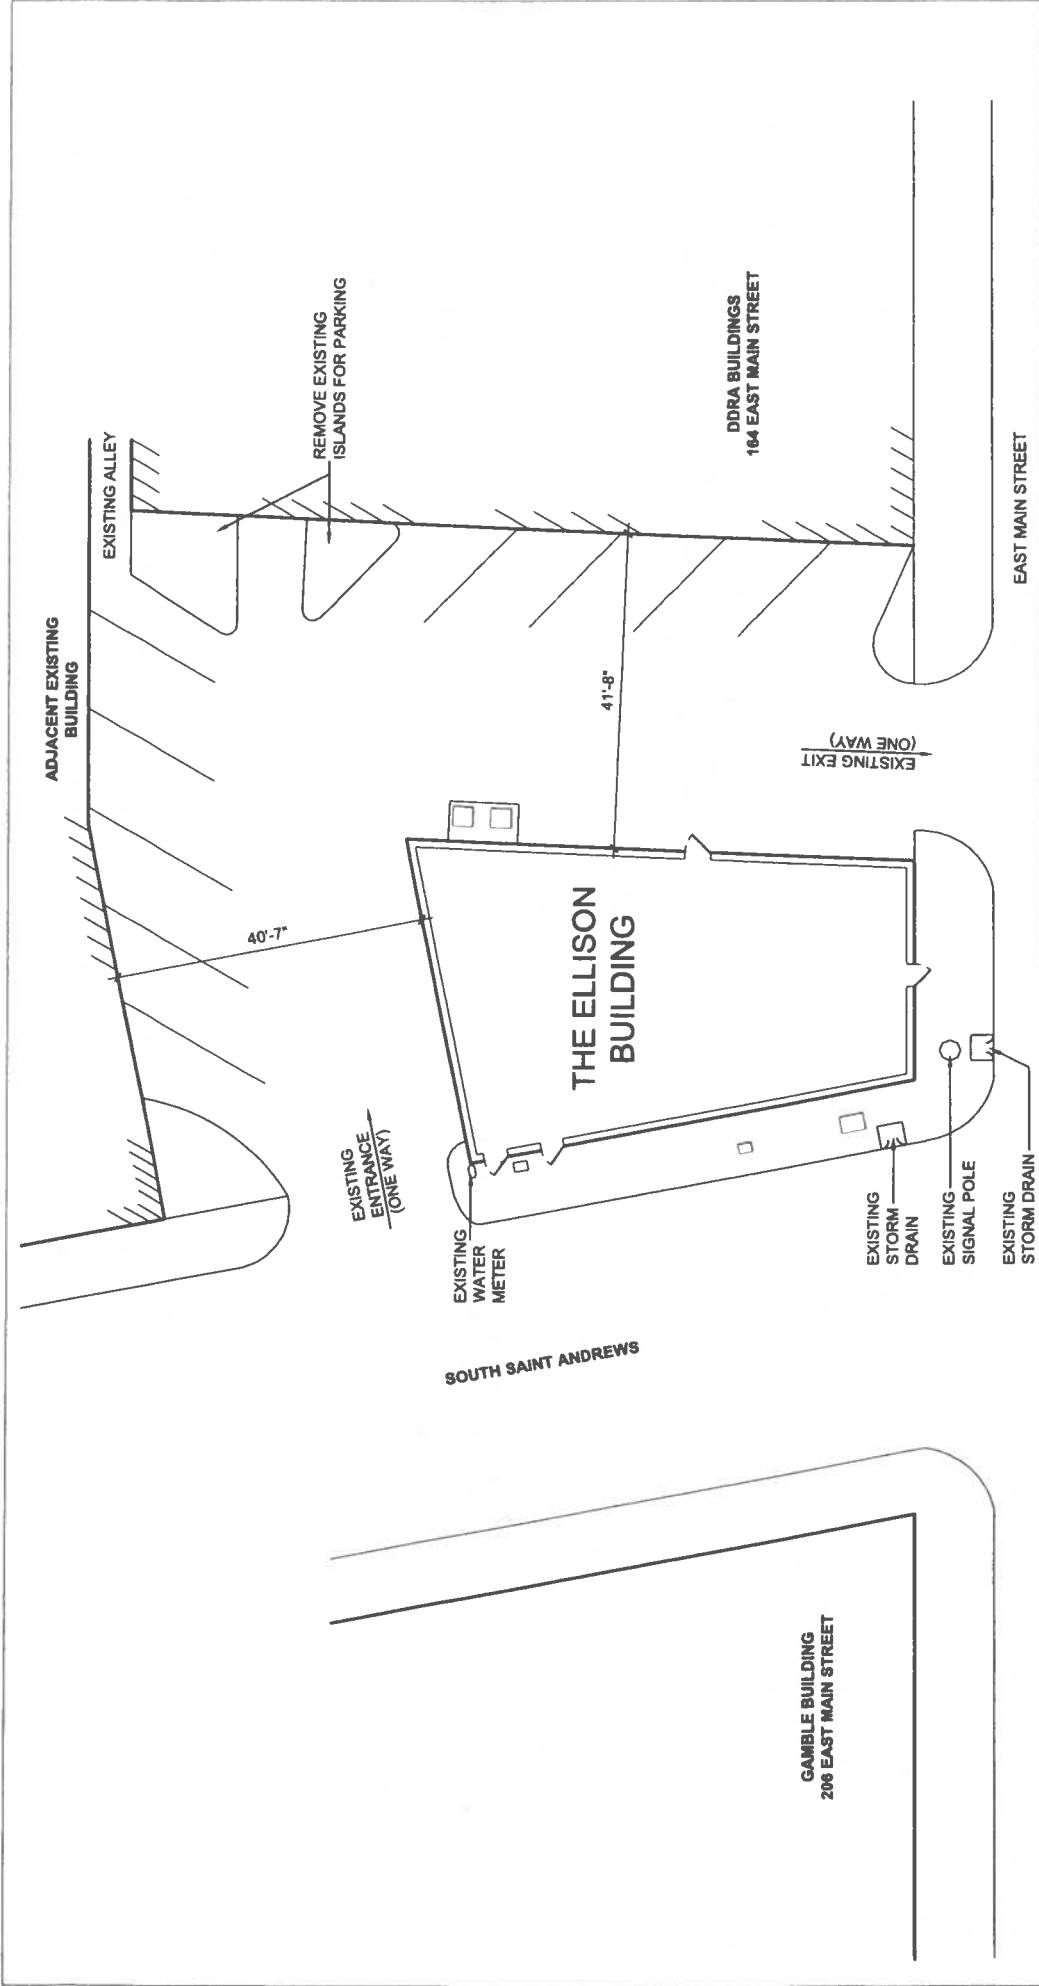 ADJACENT EXISTING
BUILDING
EXISTING ALLEY
REMOVE EXISTING
ISLANDS FOR PARKING
40'-7"
EXISTING
ENTRANCE
(ONE WAY)
41'-8"
DDRA BUILDINGS
164 EAST MAIN STREET
THE ELLISON
BUILDING
EXISTING EXIT
(ONE WAY)
EXISTING
WATER
METER
SOUTH SAINT ANDREWS
EXISTING
STORM
DRAIN
EXISTING
SIGNAL POLE
EXISTING
STORM DRAIN
GAMBLE BUILDING
206 EAST MAIN STREET
EAST MAIN STREET